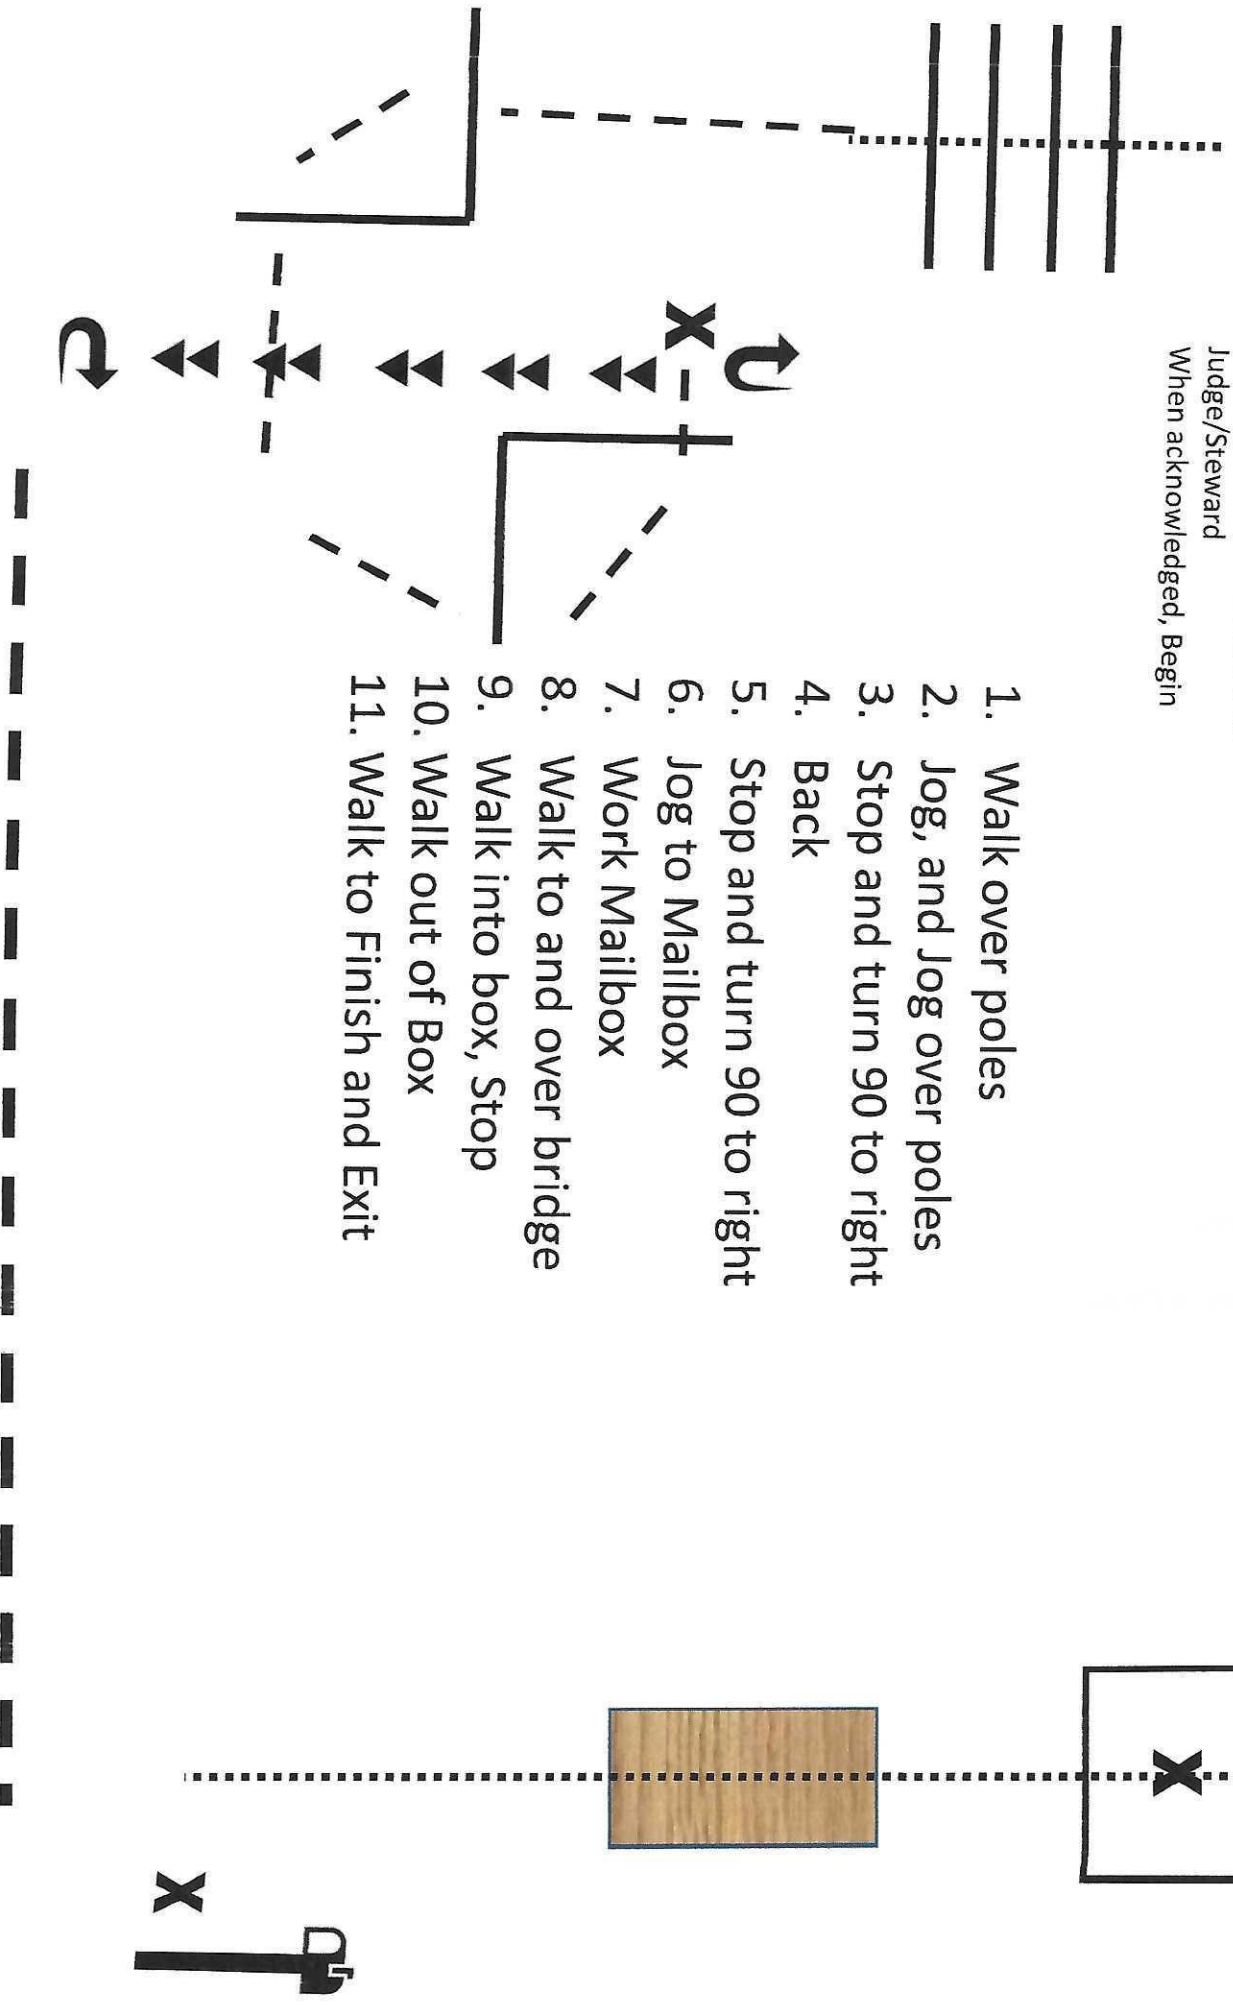 Judge/Steward
When acknowledged, Begin
1. Walk over poles
2. Jog, and Jog over poles
3. Stop and turn 90 to right
4. Back
5. Stop and turn 90 to right
6. Jog to Mailbox
7. Work Mailbox
8. Walk to and over bridge
9. Walk into box, Stop
10. Walk out of Box
11. Walk to Finish and Exit
X
X
X